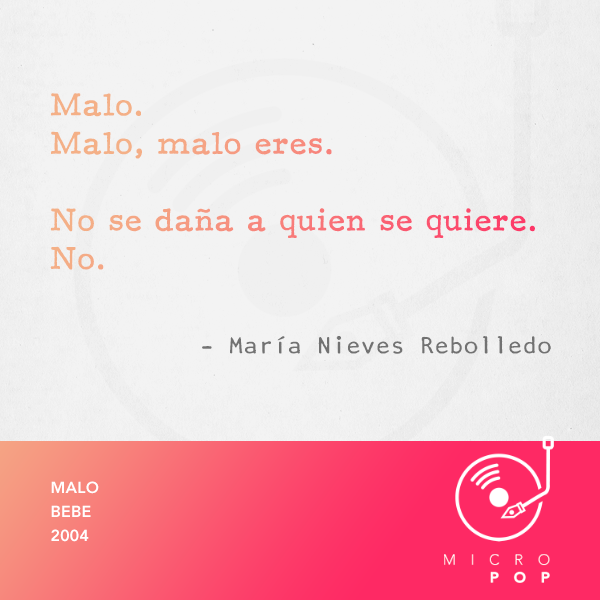 Malo.
Malo, malo eres.
No se daña a quien se quiere.
No.
– María Nieves Rebolledo
MALO
BEBE
2004
MICRO
POP